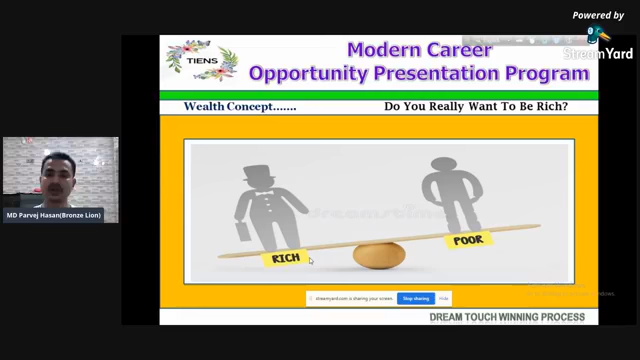 Powered by
StreamYard
TIENS
Modern Career
Opportunity Presentation Program
Wealth Concept.......
Do You Really Want To Be Rich?
dreamstime
RICH
POOR
MD Parvej Hasan(Bronze Lion)
streamyard.com is sharing your screen.
Stop sharing
Hide
DREAM TOUCH WINNING PROCESS